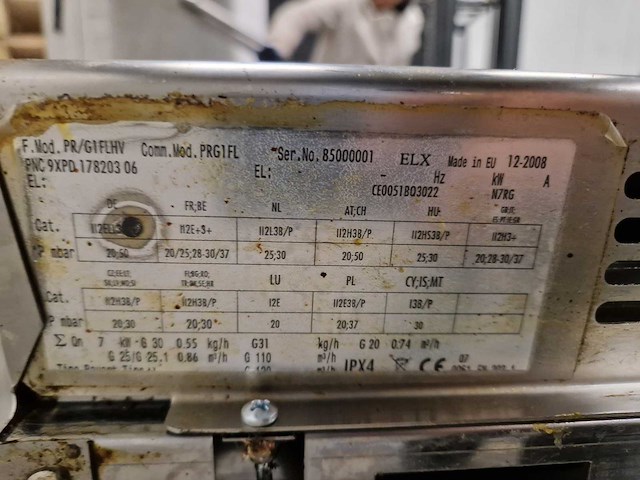 F.Mod. PR/G1FLHV Comm.Mod. PRG1FL Ser.No. 85000001 ELX Made in EU 12-2008
PNC 9XPD 178203 06 EL: - Hz kW A
EL: CE0051BQ3022 N7RG
DE FR;BE NL AT;CH HU
Cat. II2E+3+ II2L3B/P II2H3B/P II2HS3B/P II2H3+
P mbar 20;50 20/25;28-30/37 25;30 20;50 25;30 20;28-30/37
LU PL CY;IS;MT
Cat. II2H3B/P II2H3B/P I2E II2E3B/P I3B/P
P mbar 20;30 20;30 20 20;37 30
Σ Qn 7 kW - G 30 0.55 kg/h G31 kg/h G 20 0.74 m³/h
G 25/G 25.1 0.86 m³/h G 110 m³/h IPX4 CE 07
G 120